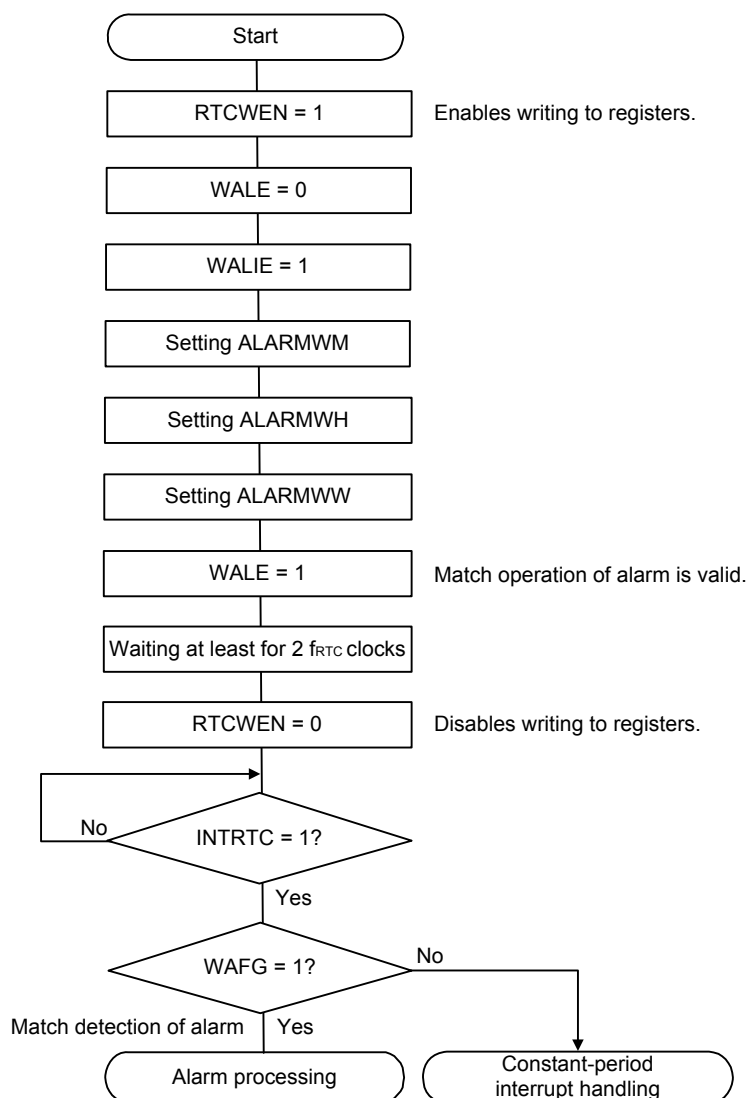 Start
RTCWEN = 1
Enables writing to registers.
WALE = 0
WALIE = 1
Setting ALARMWM
Setting ALARMWH
Setting ALARMWW
WALE = 1
Match operation of alarm is valid.
Waiting at least for 2 fRTC clocks
RTCWEN = 0
Disables writing to registers.
No
INTRTC = 1?
Yes
No
WAFG = 1?
Match detection of alarm
Yes
Alarm processing
Constant-period
interrupt handling